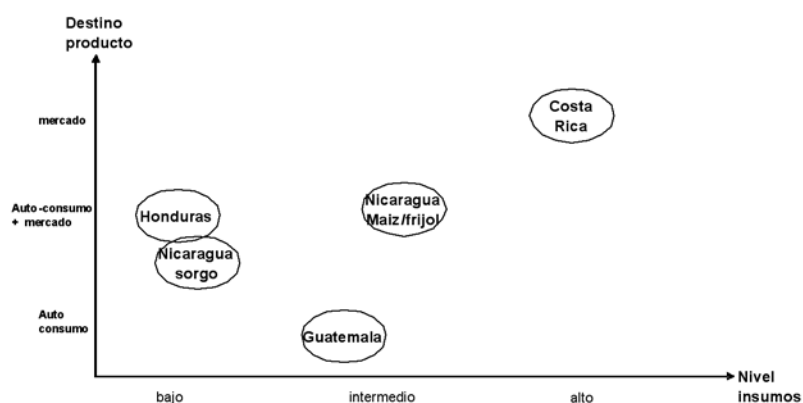 Destino
producto
mercado
Costa
Rica
Auto-consumo
+ mercado
Honduras
Nicaragua
Maiz/frijol
Nicaragua
sorgo
Auto
consumo
Guatemala
bajo
intermedio
alto
Nivel
insumos